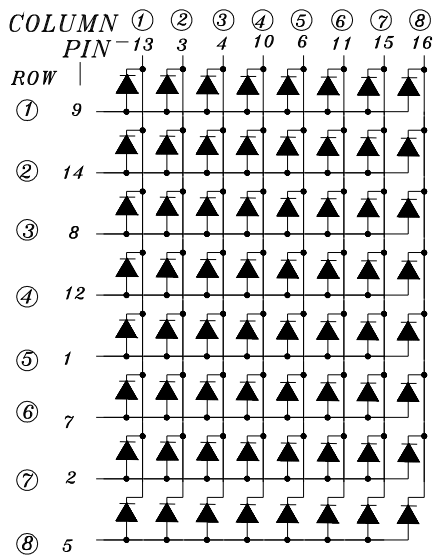 COLUMN ① ② ③ ④ ⑤ ⑥ ⑦ ⑧
PIN 13 3 4 10 6 11 15 16
ROW
① 9
② 14
③ 8
④ 12
⑤ 1
⑥ 7
⑦ 2
⑧ 5